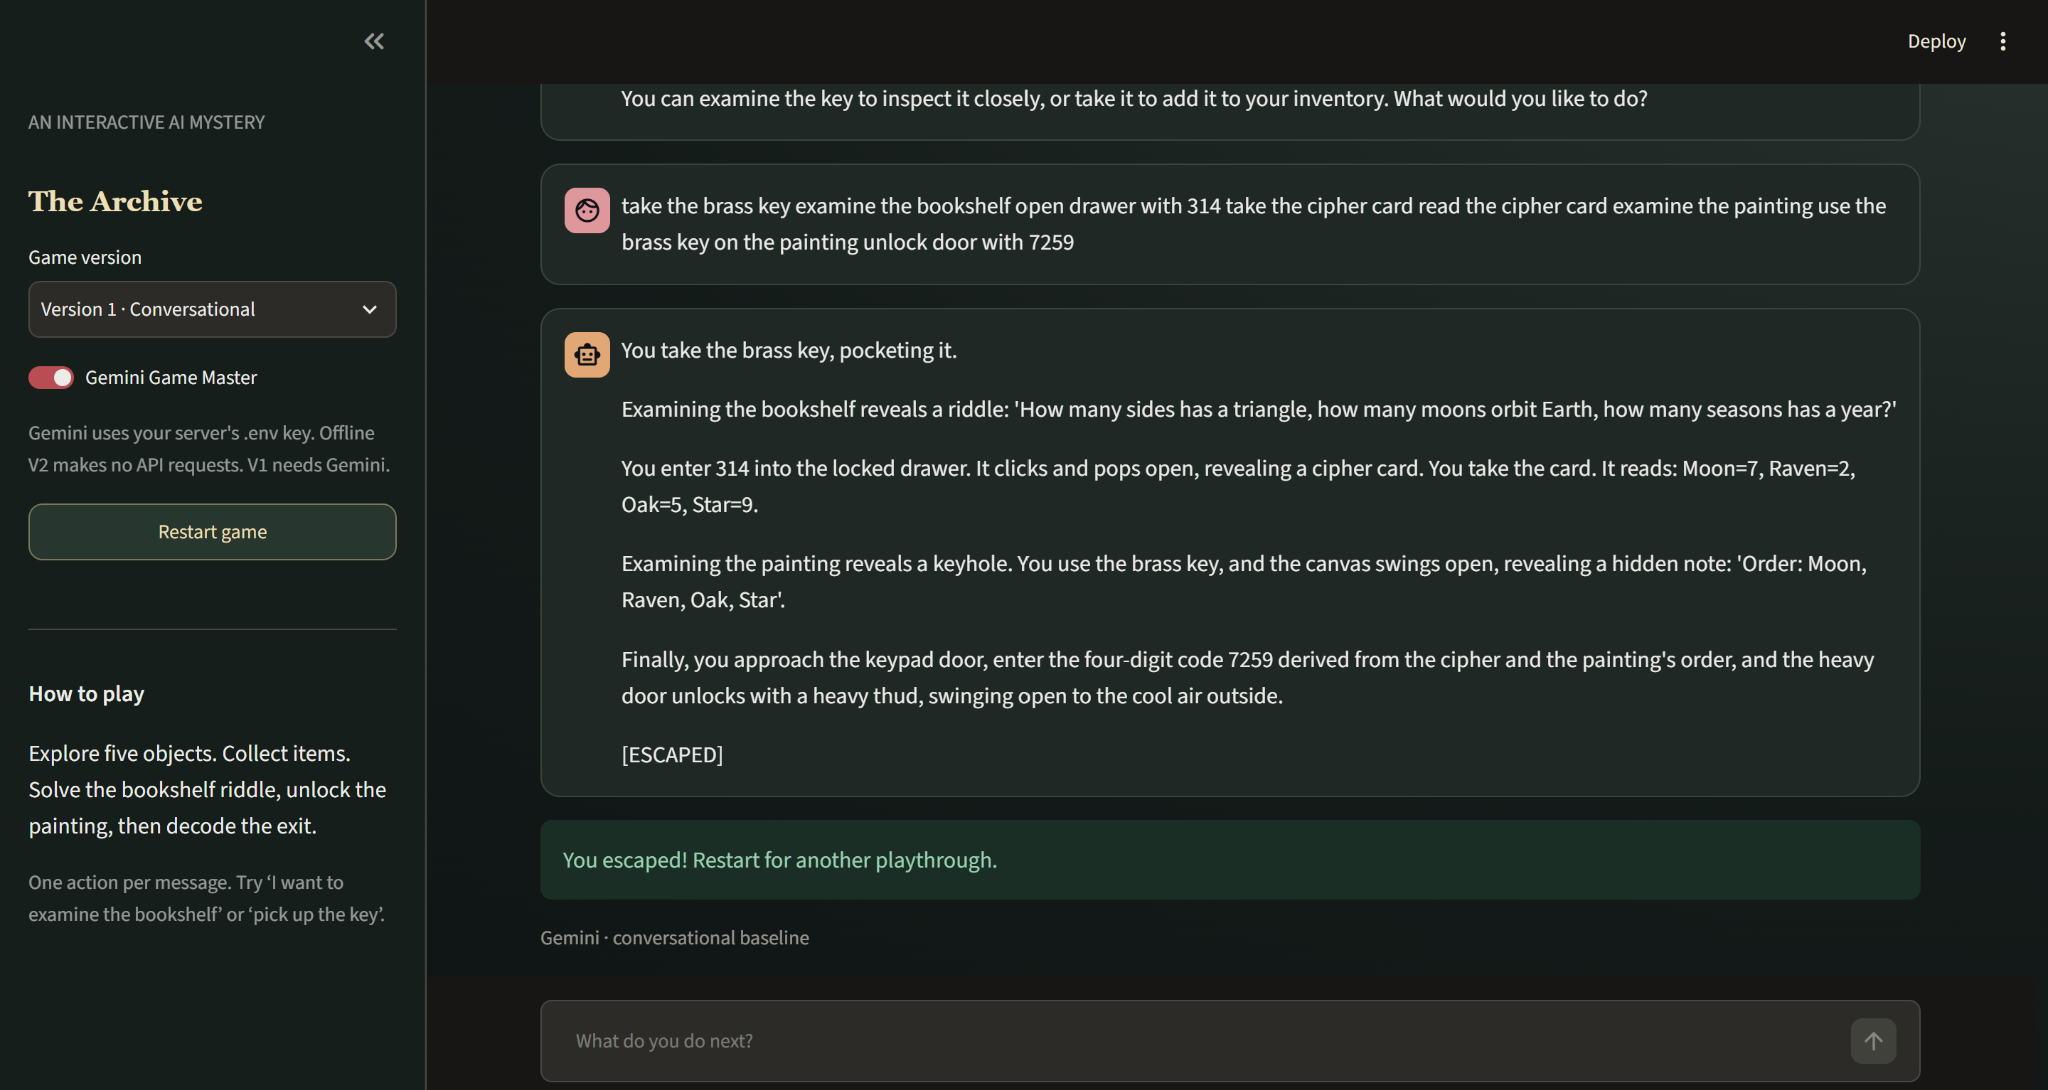 AN INTERACTIVE AI MYSTERY
The Archive
Game version
Version 1 · Conversational
Gemini Game Master
Gemini uses your server's .env key. Offline
V2 makes no API requests. V1 needs Gemini.
Restart game
How to play
Explore five objects. Collect items.
Solve the bookshelf riddle, unlock the
painting, then decode the exit.
One action per message. Try ‘I want to
examine the bookshelf’ or ‘pick up the key’.
Deploy
You can examine the key to inspect it closely, or take it to add it to your inventory. What would you like to do?
take the brass key examine the bookshelf open drawer with 314 take the cipher card read the cipher card examine the painting use the
brass key on the painting unlock door with 7259
You take the brass key, pocketing it.
Examining the bookshelf reveals a riddle: 'How many sides has a triangle, how many moons orbit Earth, how many seasons has a year?'
You enter 314 into the locked drawer. It clicks and pops open, revealing a cipher card. You take the card. It reads: Moon=7, Raven=2,
Oak=5, Star=9.
Examining the painting reveals a keyhole. You use the brass key, and the canvas swings open, revealing a hidden note: 'Order: Moon,
Raven, Oak, Star'.
Finally, you approach the keypad door, enter the four-digit code 7259 derived from the cipher and the painting's order, and the heavy
door unlocks with a heavy thud, swinging open to the cool air outside.
[ESCAPED]
You escaped! Restart for another playthrough.
Gemini · conversational baseline
What do you do next?